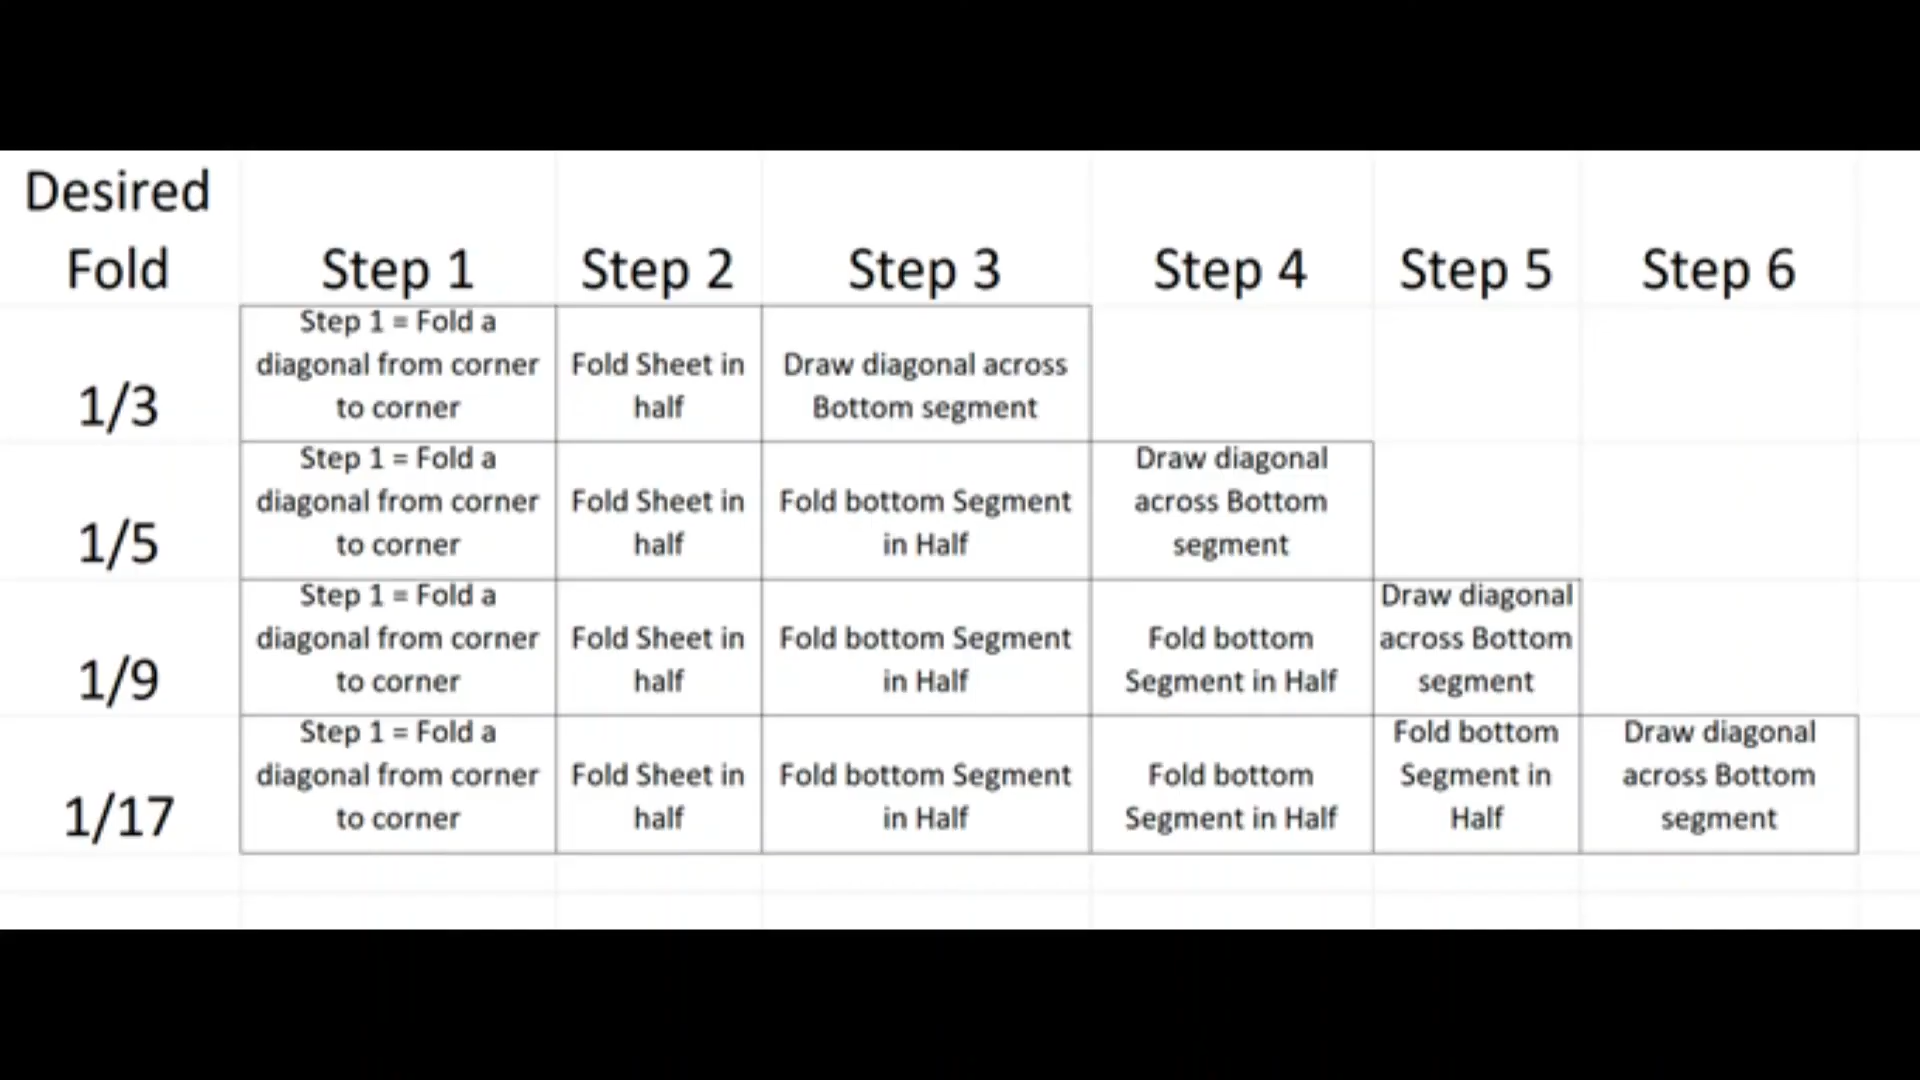 Desired
Fold
Step 1
Step 2
Step 3
Step 4
Step 5
Step 6
1/3
Step 1 = Fold a
diagonal from corner
to corner
Fold Sheet in
half
Draw diagonal across
Bottom segment
1/5
Step 1 = Fold a
diagonal from corner
to corner
Fold Sheet in
half
Fold bottom Segment
in Half
Draw diagonal
across Bottom
segment
1/9
Step 1 = Fold a
diagonal from corner
to corner
Fold Sheet in
half
Fold bottom Segment
in Half
Fold bottom
Segment in Half
Draw diagonal
across Bottom
segment
1/17
Step 1 = Fold a
diagonal from corner
to corner
Fold Sheet in
half
Fold bottom Segment
in Half
Fold bottom
Segment in Half
Fold bottom
Segment in
Half
Draw diagonal
across Bottom
segment